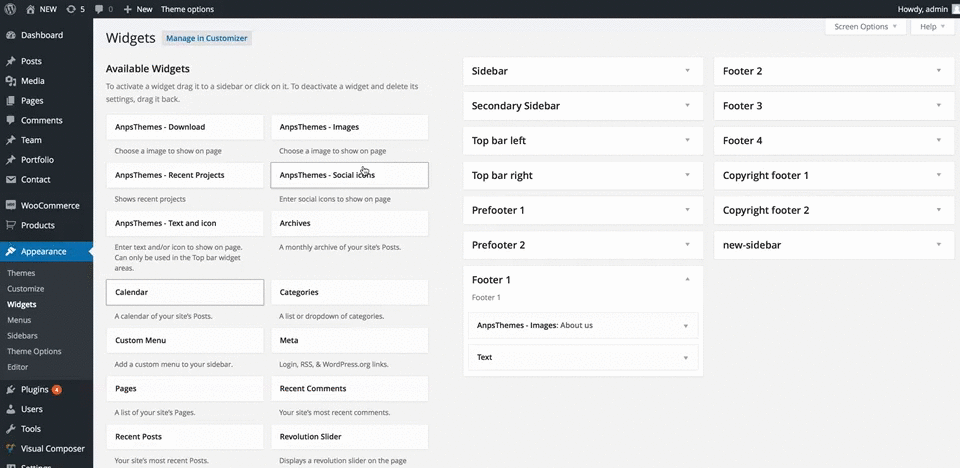 NEW 5 0 New Theme options Howdy, admin
Screen Options Help
Dashboard
Posts
Media
Pages
Comments
Team
Portfolio
Contact
WooCommerce
Products
Appearance
Themes
Customize
Widgets
Menus
Sidebars
Theme Options
Editor
Plugins 4
Users
Tools
Visual Composer
Settings
Widgets Manage in Customizer
Available Widgets
To activate a widget drag it to a sidebar or click on it. To deactivate a widget and delete its
settings, drag it back.
AnpsThemes - Download
Choose a image to show on page
AnpsThemes - Images
Choose a image to show on page
AnpsThemes - Recent Projects
Shows recent projects
AnpsThemes - Social icons
Enter social icons to show on page
AnpsThemes - Text and icon
Enter text and/or icon to show on page.
Can only be used in the Top bar widget
areas.
Archives
A monthly archive of your site's Posts.
Calendar
A calendar of your site's Posts.
Categories
A list or dropdown of categories.
Custom Menu
Add a custom menu to your sidebar.
Meta
Login, RSS, & WordPress.org links.
Pages
A list of your site's Pages.
Recent Comments
Your site's most recent comments.
Recent Posts
Your site's most recent Posts.
Revolution Slider
Displays a revolution slider on the page
Sidebar
Secondary Sidebar
Top bar left
Top bar right
Prefooter 1
Prefooter 2
Footer 1
Footer 1
AnpsThemes - Images: About us
Text
Footer 2
Footer 3
Footer 4
Copyright footer 1
Copyright footer 2
new-sidebar